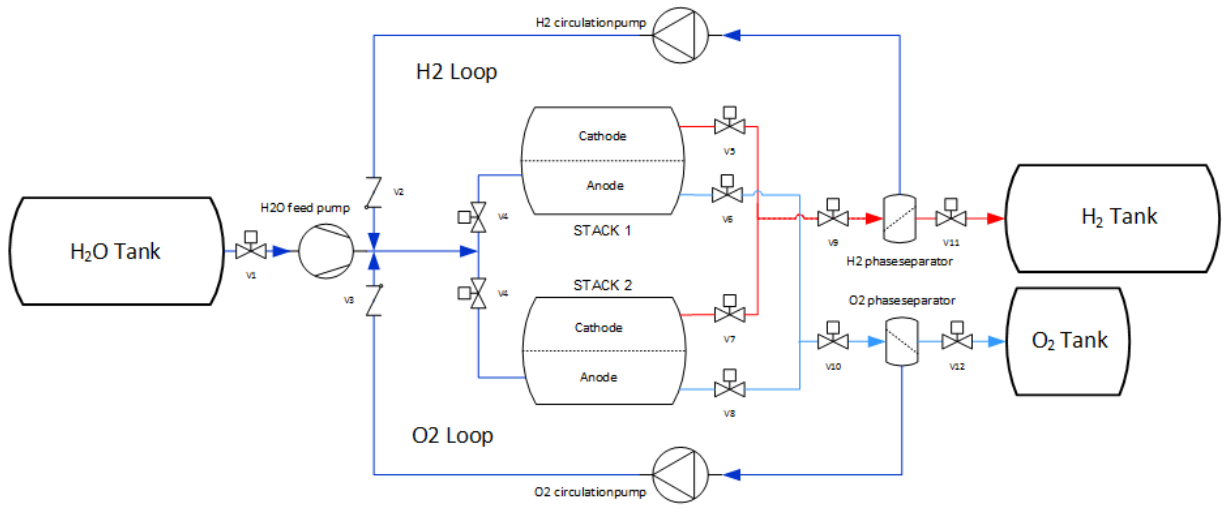 H2 circulationpump
H2 Loop
Cathode
V5
Anode
V2
V4
V6
STACK 1
H2O Tank
V1
H2O feed pump
V9
H2 phaseseparator
V11
H2 Tank
V3
V4
STACK 2
Cathode
V7
Anode
V8
V10
O2 phaseseparator
V12
O2 Tank
O2 Loop
O2 circulationpump